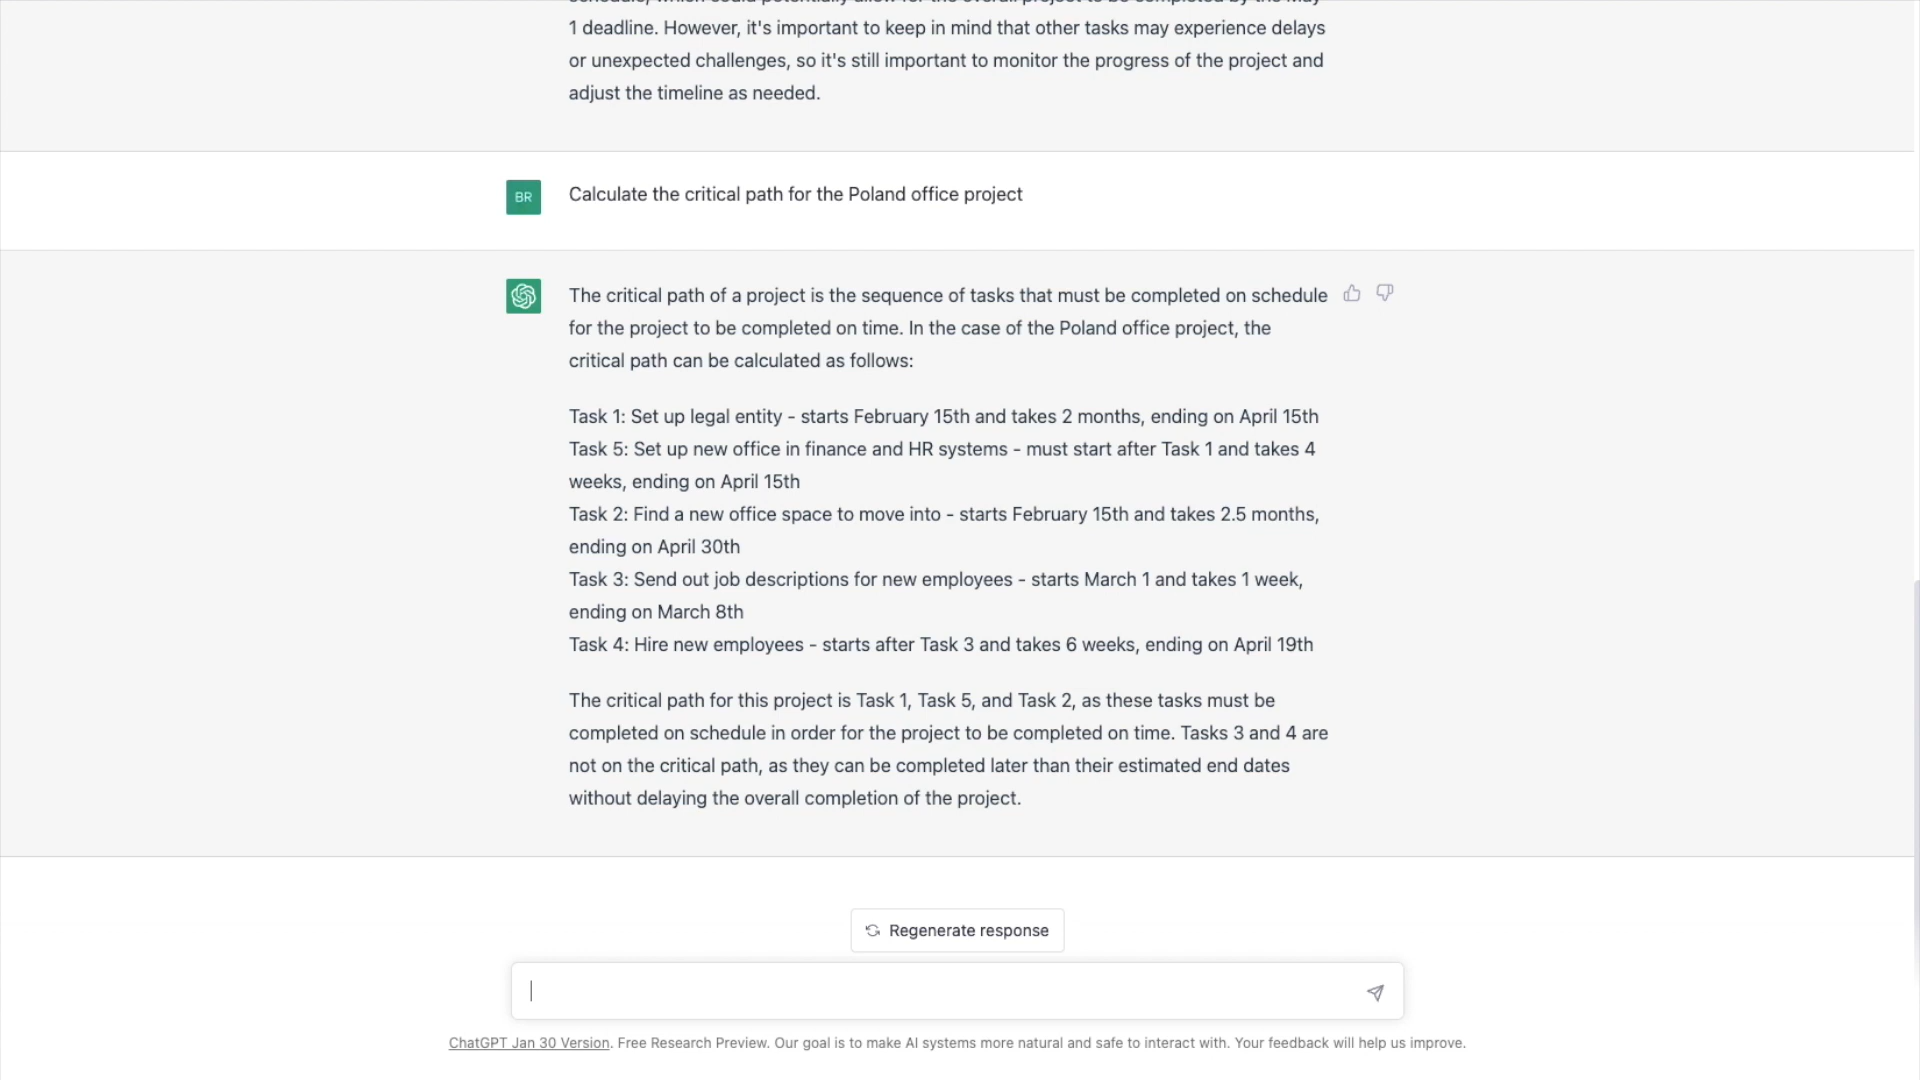 1 deadline. However, it's important to keep in mind that other tasks may experience delays
or unexpected challenges, so it's still important to monitor the progress of the project and
adjust the timeline as needed.
BR
Calculate the critical path for the Poland office project
The critical path of a project is the sequence of tasks that must be completed on schedule
for the project to be completed on time. In the case of the Poland office project, the
critical path can be calculated as follows:
Task 1: Set up legal entity - starts February 15th and takes 2 months, ending on April 15th
Task 5: Set up new office in finance and HR systems - must start after Task 1 and takes 4
weeks, ending on April 15th
Task 2: Find a new office space to move into - starts February 15th and takes 2.5 months,
ending on April 30th
Task 3: Send out job descriptions for new employees - starts March 1 and takes 1 week,
ending on March 8th
Task 4: Hire new employees - starts after Task 3 and takes 6 weeks, ending on April 19th
The critical path for this project is Task 1, Task 5, and Task 2, as these tasks must be
completed on schedule in order for the project to be completed on time. Tasks 3 and 4 are
not on the critical path, as they can be completed later than their estimated end dates
without delaying the overall completion of the project.
Regenerate response
ChatGPT Jan 30 Version. Free Research Preview. Our goal is to make AI systems more natural and safe to interact with. Your feedback will help us improve.